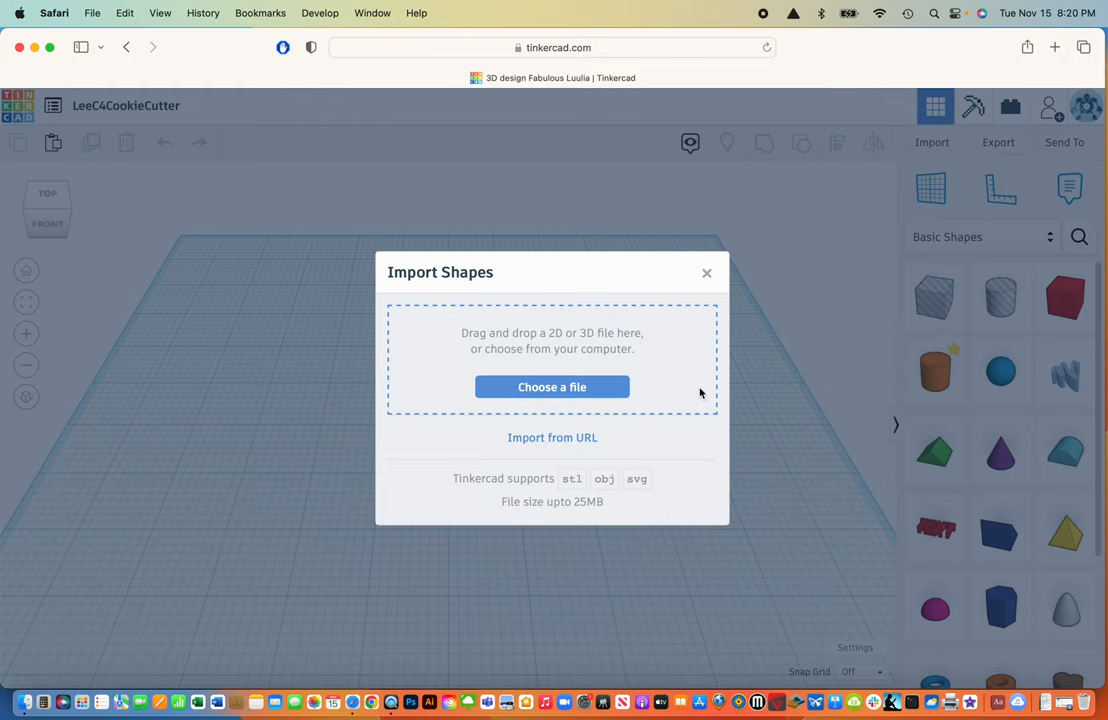 Safari File Edit View History Bookmarks Develop Window Help Tue Nov 15 8:20 PM
tinkercad.com
3D design Fabulous Luulia | Tinkercad
TIN
KER
CAD
LeeC4CookieCutter
Import Export Send To
TOP
FRONT
Basic Shapes
Import Shapes
Drag and drop a 2D or 3D file here,
or choose from your computer.
Choose a file
Import from URL
Tinkercad supports stl obj svg
File size upto 25MB
Settings
Snap Grid Off